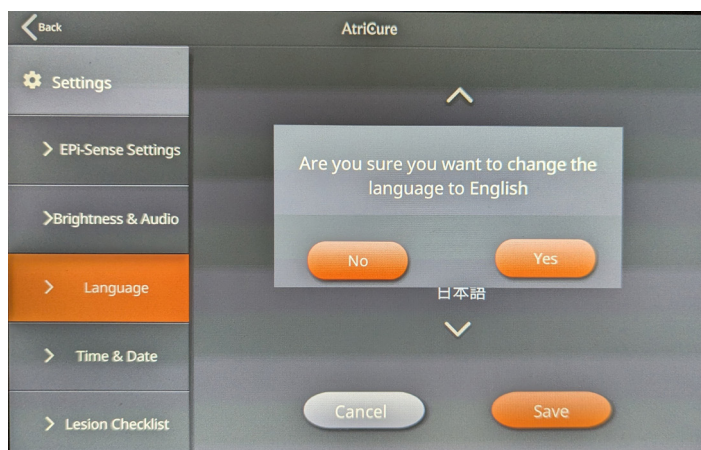 Back
AtriCure
Settings
EPi-Sense Settings
Brightness & Audio
Language
Time & Date
Lesion Checklist
Are you sure you want to change the
language to English
No
Yes
日本語
Cancel
Save